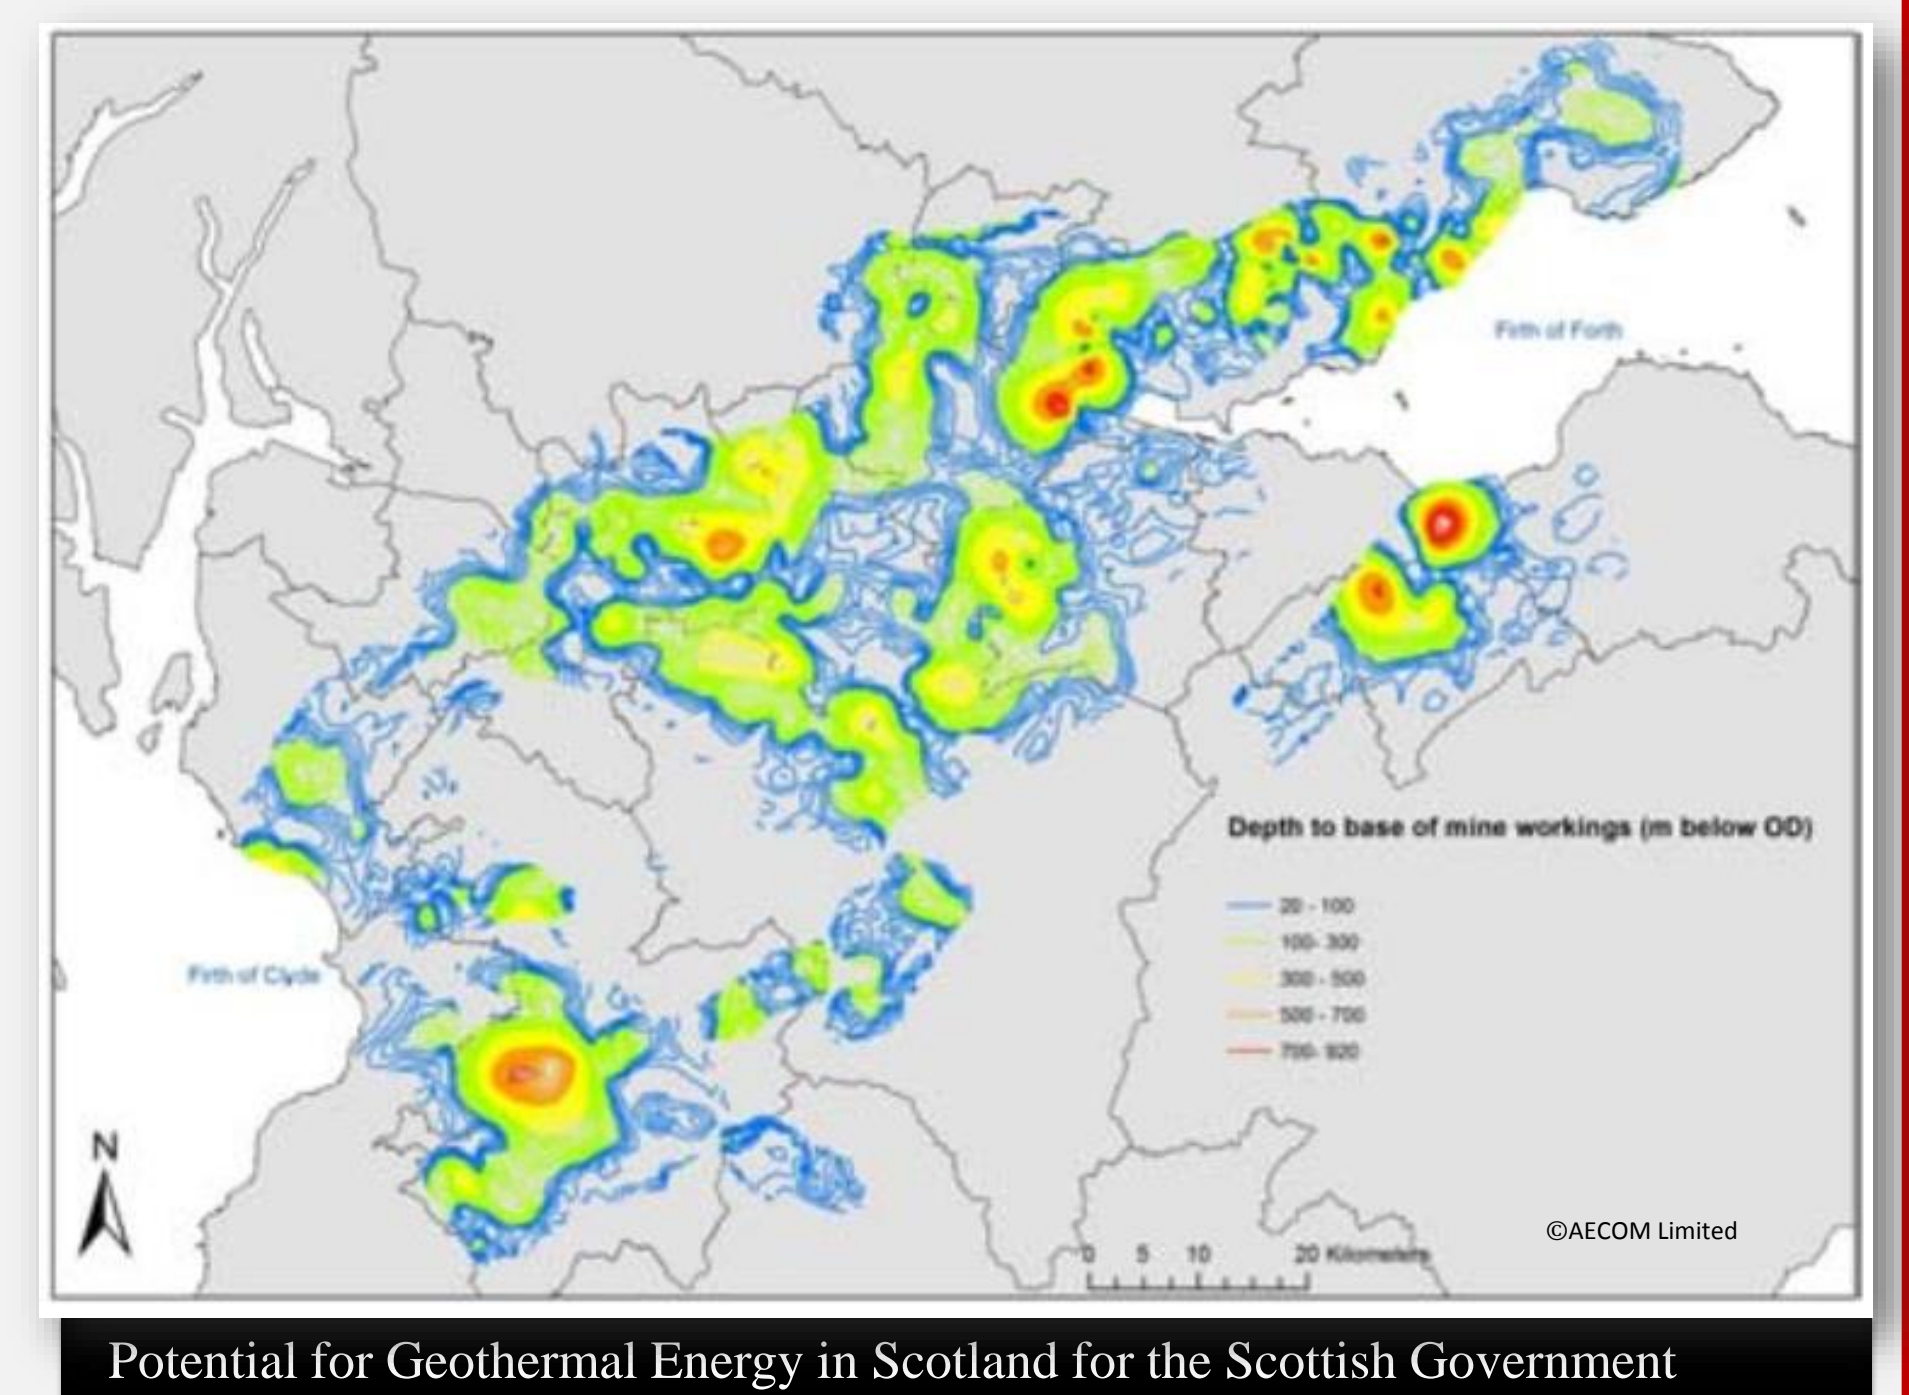 Firth of Forth
Depth to base of mine workings (m below OD)
20 - 100
100- 300
300 - 500
500 - 700
700- 920
Firth of Clyde
N
©AECOM Limited
0 5 10 20 Kilometers
Potential for Geothermal Energy in Scotland for the Scottish Government